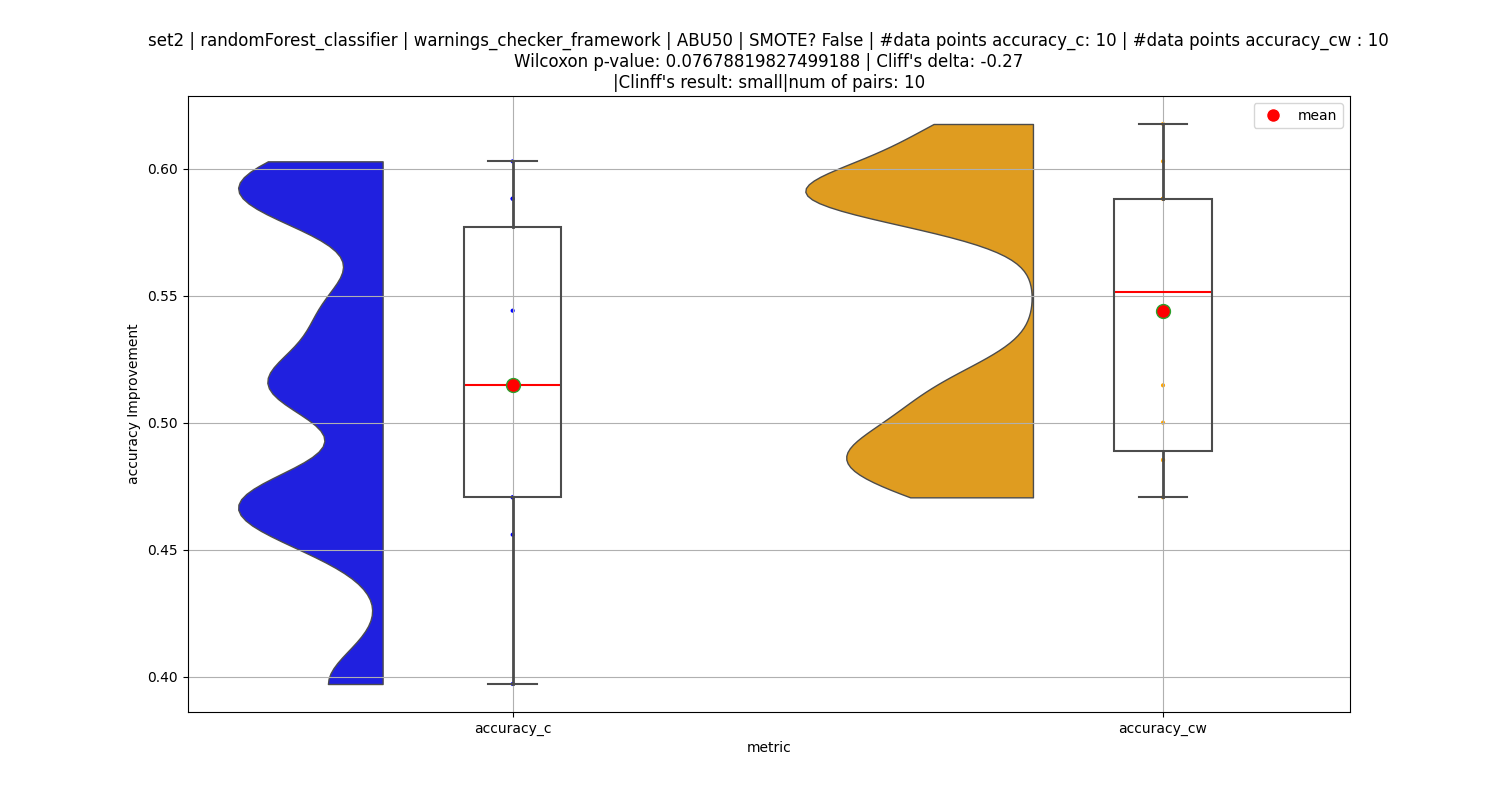 set2 | randomForest_classifier | warnings_checker_framework | ABU50 | SMOTE? False | #data points accuracy_c: 10 | #data points accuracy_cw : 10
Wilcoxon p-value: 0.07678819827499188 | Cliff's delta: -0.27
|Clinff's result: small|num of pairs: 10
mean
0.60
0.55
0.50
0.45
0.40
accuracy Improvement
accuracy_c
accuracy_cw
metric